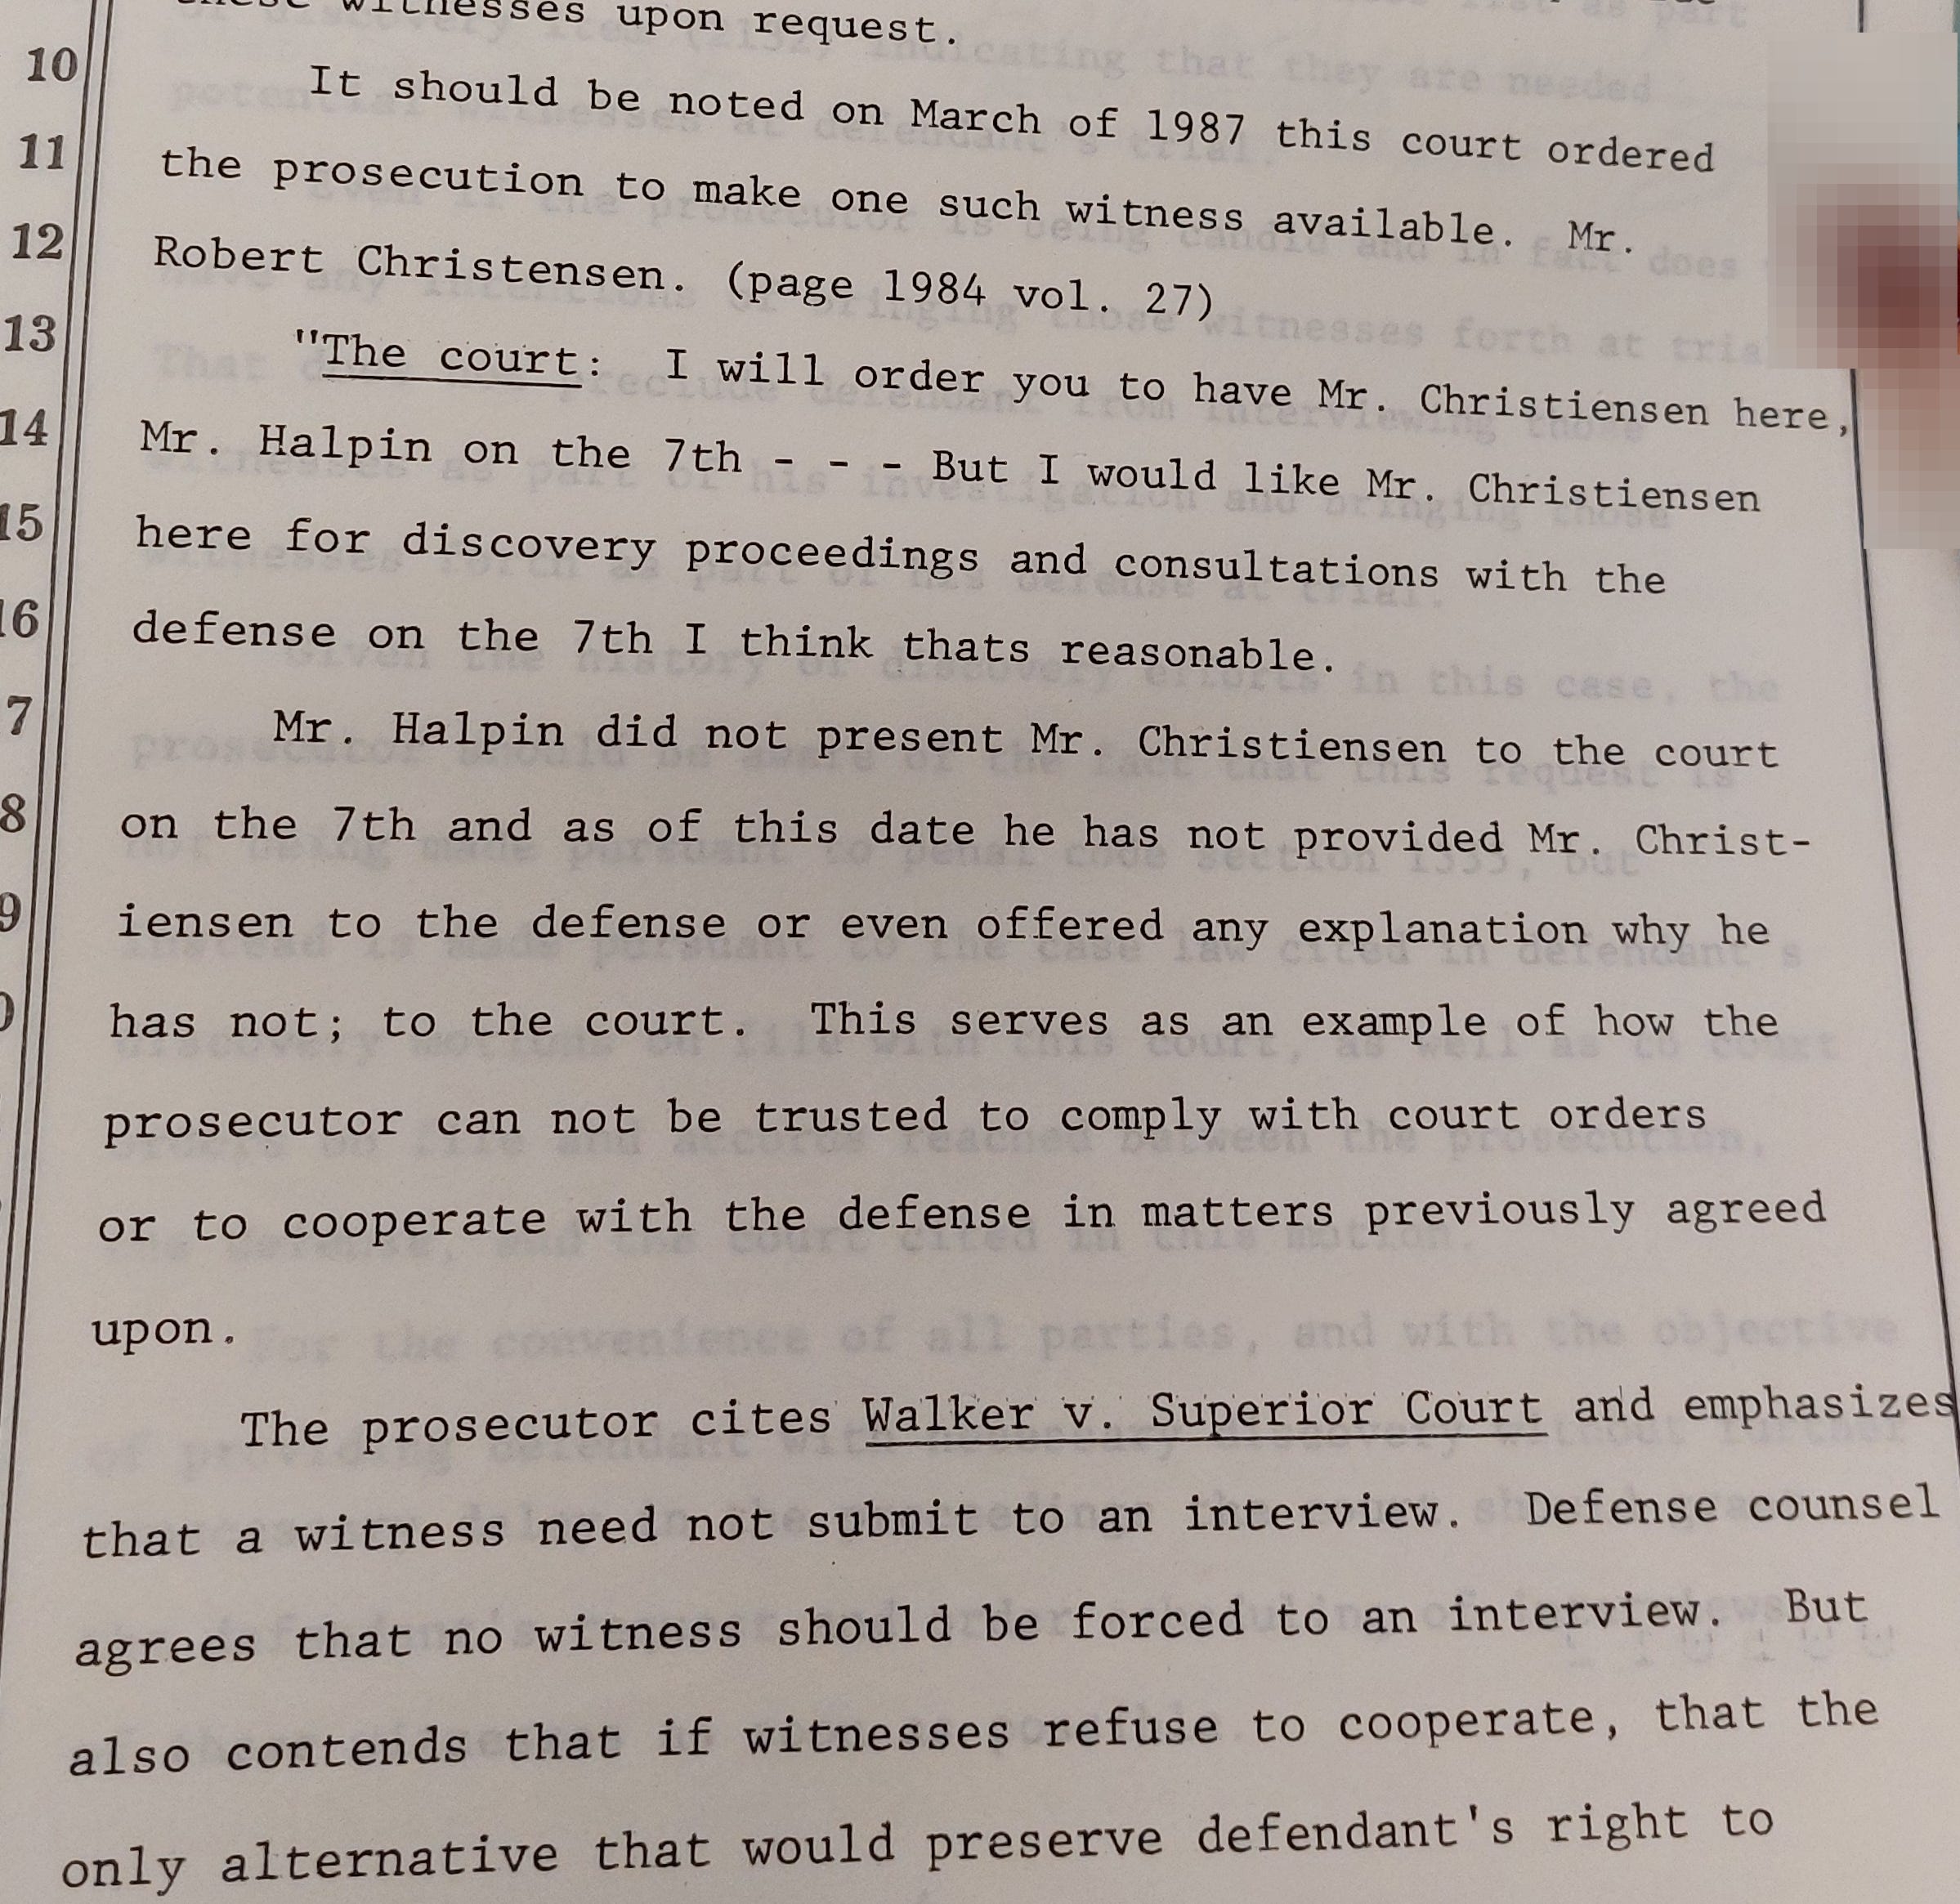 witnesses upon request.
10 It should be noted on March of 1987 this court ordered
11 the prosecution to make one such witness available. Mr.
12 Robert Christensen. (page 1984 vol. 27)
13 "The court: I will order you to have Mr. Christiensen here,
14 Mr. Halpin on the 7th - - - But I would like Mr. Christiensen
15 here for discovery proceedings and consultations with the
16 defense on the 7th I think thats reasonable.
7 Mr. Halpin did not present Mr. Christiensen to the court
8 on the 7th and as of this date he has not provided Mr. Christ-
9 iensen to the defense or even offered any explanation why he
0 has not; to the court. This serves as an example of how the
prosecutor can not be trusted to comply with court orders
or to cooperate with the defense in matters previously agreed
upon.
The prosecutor cites Walker v. Superior Court and emphasizes
that a witness need not submit to an interview. Defense counsel
agrees that no witness should be forced to an interview. But
also contends that if witnesses refuse to cooperate, that the
only alternative that would preserve defendant's right to